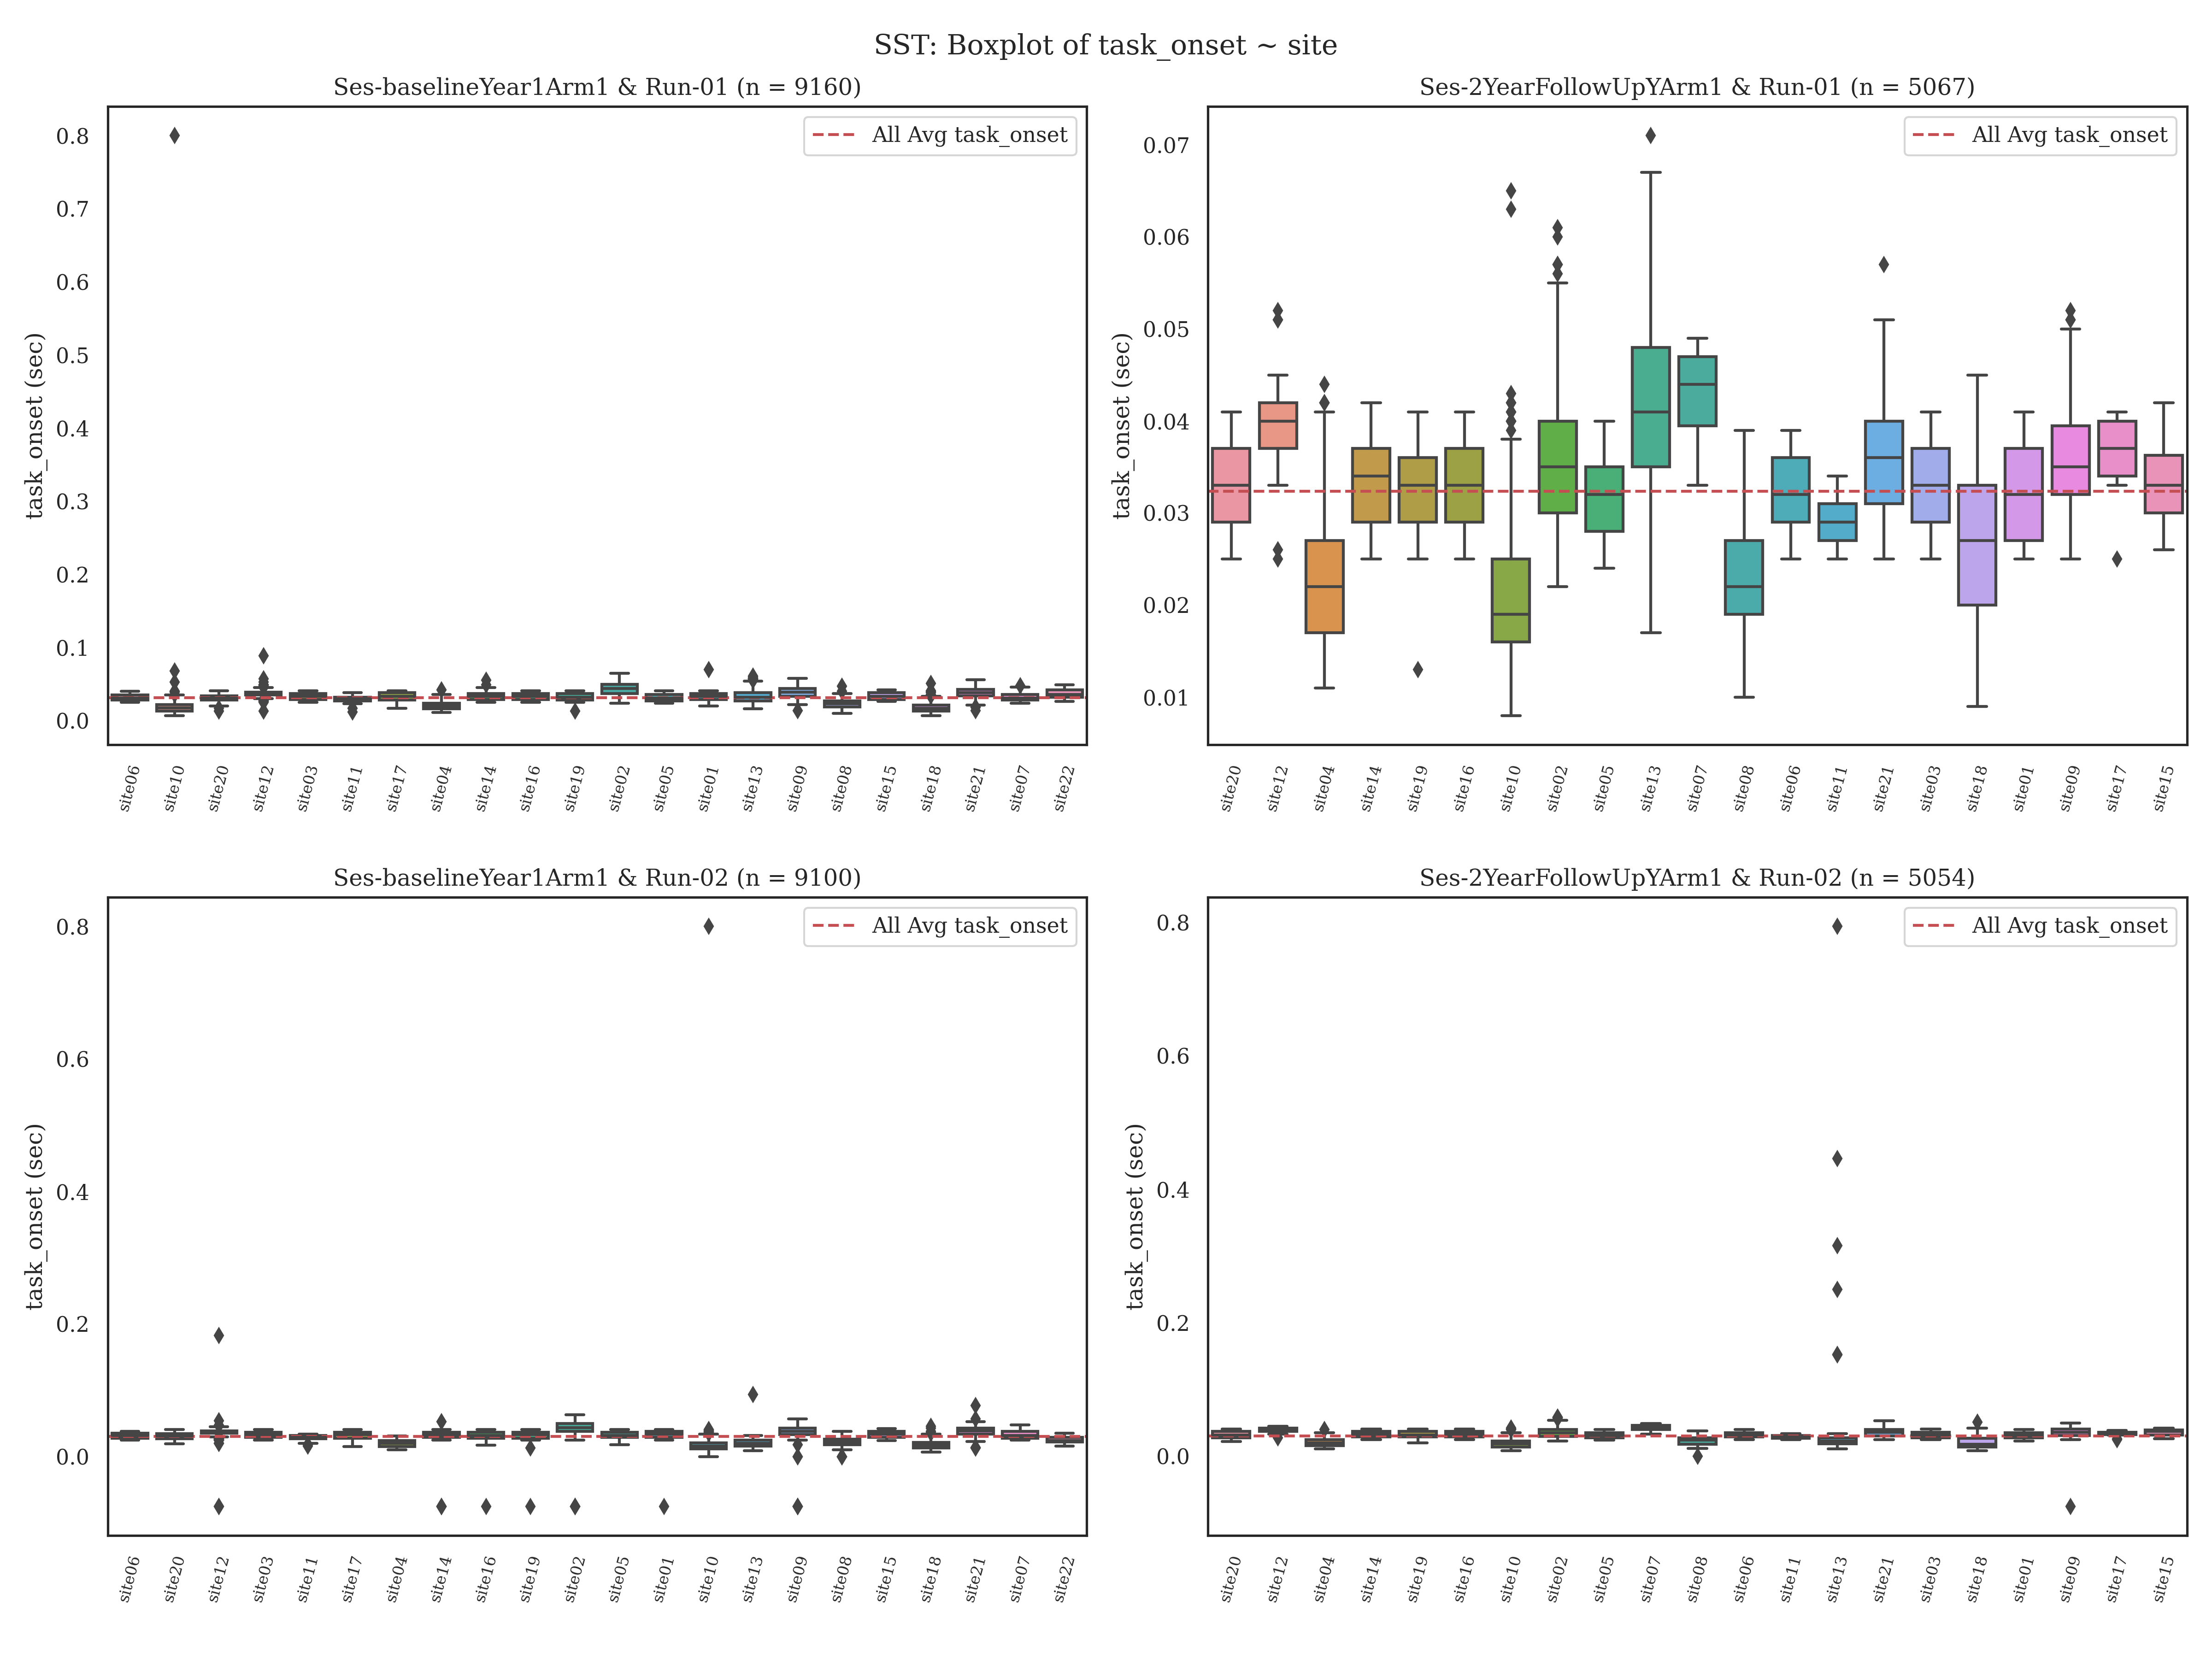 SST: Boxplot of task_onset ~ site
Ses-baselineYear1Arm1 & Run-01 (n = 9160)
All Avg task_onset
task_onset (sec)
0.8
0.7
0.6
0.5
0.4
0.3
0.2
0.1
0.0
site06 site10 site20 site12 site03 site11 site17 site04 site14 site16 site19 site02 site05 site01 site13 site09 site08 site15 site18 site21 site07 site22
Ses-2YearFollowUpYArm1 & Run-01 (n = 5067)
All Avg task_onset
task_onset (sec)
0.07
0.06
0.05
0.04
0.03
0.02
0.01
site20 site12 site04 site14 site19 site16 site10 site02 site05 site13 site07 site08 site06 site11 site21 site03 site18 site01 site09 site17 site15
Ses-baselineYear1Arm1 & Run-02 (n = 9100)
All Avg task_onset
task_onset (sec)
0.8
0.6
0.4
0.2
0.0
site06 site20 site12 site03 site11 site17 site04 site14 site16 site19 site02 site05 site01 site10 site13 site09 site08 site15 site18 site21 site07 site22
Ses-2YearFollowUpYArm1 & Run-02 (n = 5054)
All Avg task_onset
task_onset (sec)
0.8
0.6
0.4
0.2
0.0
site20 site12 site04 site14 site19 site16 site10 site02 site05 site07 site08 site06 site11 site13 site21 site03 site18 site01 site09 site17 site15